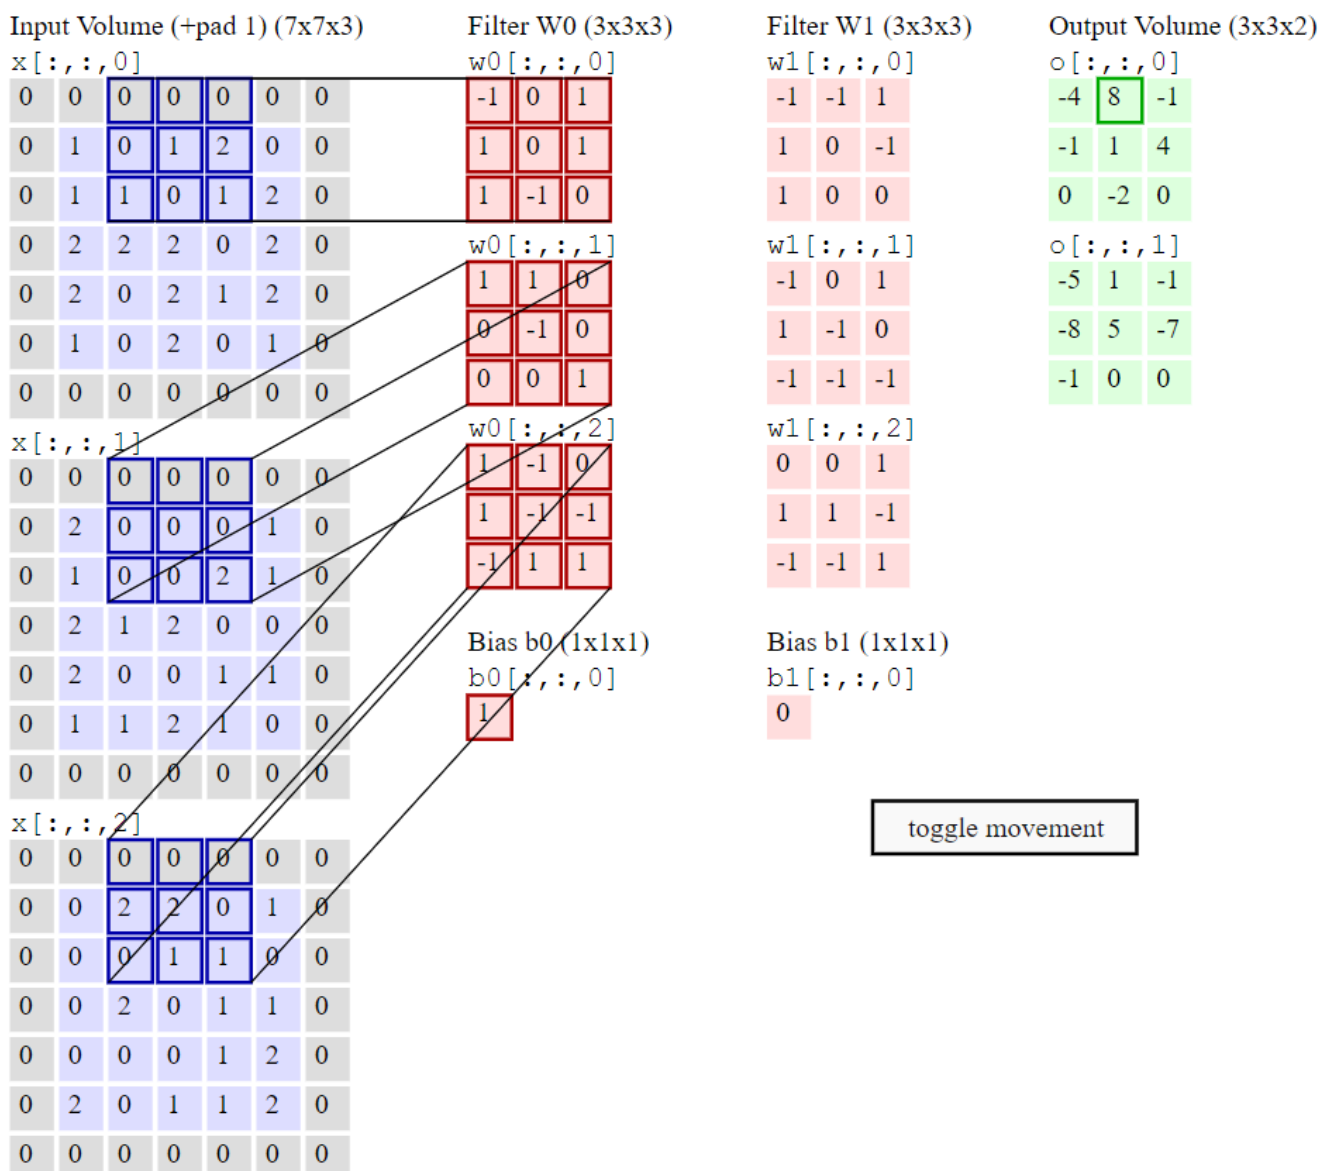 Input Volume (+pad 1) (7x7x3)
x[:,:,0]
0 0 0 0 0 0 0
0 1 0 1 2 0 0
0 1 1 0 1 2 0
0 2 2 2 0 2 0
0 2 0 2 1 2 0
0 1 0 2 0 1 0
0 0 0 0 0 0 0
x[:,:,1]
0 0 0 0 0 0 0
0 2 0 0 0 1 0
0 1 0 0 2 1 0
0 2 1 2 0 0 0
0 2 0 0 1 1 0
0 1 1 2 1 0 0
0 0 0 0 0 0 0
x[:,:,2]
0 0 0 0 0 0 0
0 0 2 2 0 1 0
0 0 0 1 1 0 0
0 0 2 0 1 1 0
0 0 0 0 1 2 0
0 2 0 1 1 2 0
0 0 0 0 0 0 0
Filter W0 (3x3x3)
w0[:,:,0]
-1 0 1
1 0 1
1 -1 0
w0[:,:,1]
1 1 0
0 -1 0
0 0 1
w0[:,:,2]
1 -1 0
1 -1 -1
-1 1 1
Bias b0 (1x1x1)
b0[:,:,0]
1
Filter W1 (3x3x3)
w1[:,:,0]
-1 -1 1
1 0 -1
1 0 0
w1[:,:,1]
-1 0 1
1 -1 0
-1 -1 -1
w1[:,:,2]
0 0 1
1 1 -1
-1 -1 1
Bias b1 (1x1x1)
b1[:,:,0]
0
Output Volume (3x3x2)
o[:,:,0]
-4 8 -1
-1 1 4
0 -2 0
o[:,:,1]
-5 1 -1
-8 5 -7
-1 0 0
toggle movement